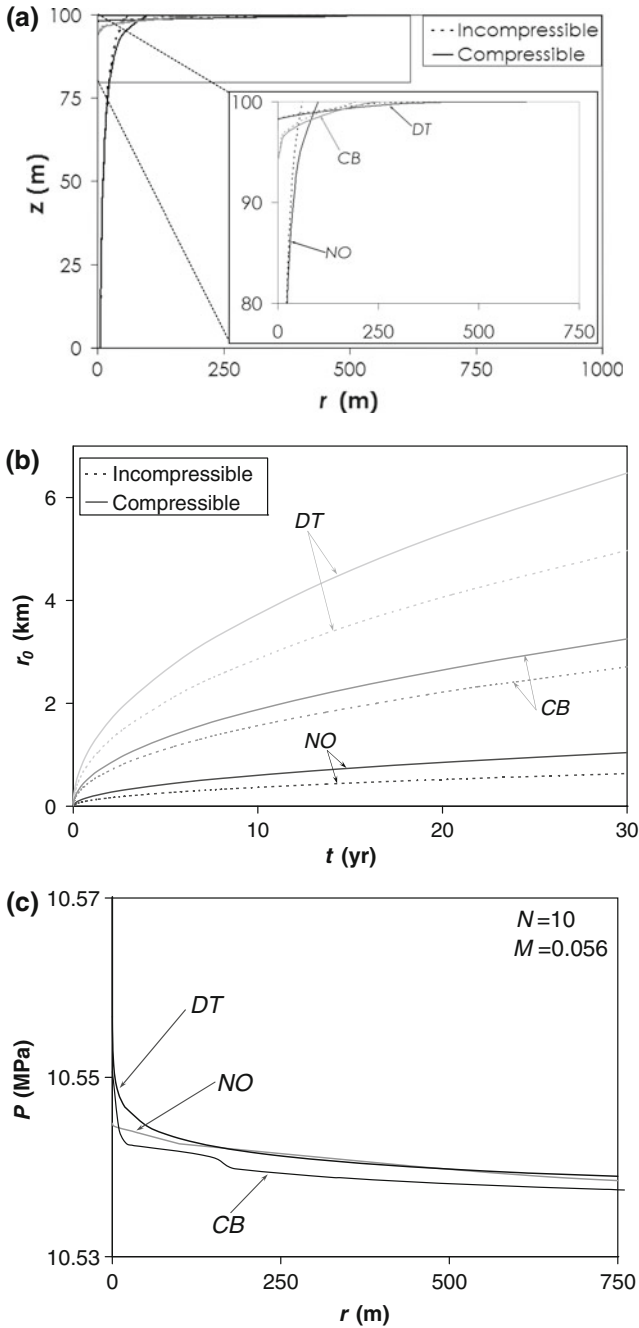 (a)
100
75
50
25
0
z (m)
0
250
500
750
1000
r (m)
Incompressible
Compressible
100
90
80
0
250
500
750
DT
CB
NO
(b)
Incompressible
Compressible
6
4
2
0
r0 (km)
DT
CB
NO
0
10
20
30
t (yr)
(c)
10.57
10.55
10.53
P (MPa)
N=10
M=0.056
DT
NO
CB
0
250
500
750
r (m)